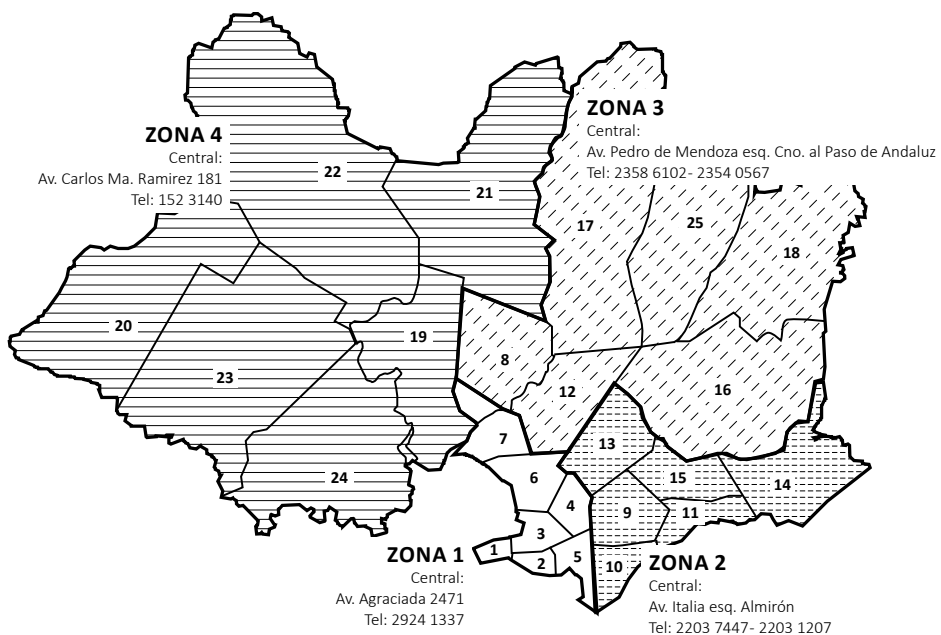 ZONA 3
Central:
Av. Pedro de Mendoza esq. Cno. al Paso de Andaluz
Tel: 2358 6102- 2354 0567
ZONA 4
Central:
Av. Carlos Ma. Ramirez 181
Tel: 152 3140
22
21
17
25
18
20
19
23
8
12
16
7
13
24
6
15
14
4
9
11
3
1
2
5
10
ZONA 1
Central:
Av. Agraciada 2471
Tel: 2924 1337
ZONA 2
Central:
Av. Italia esq. Almirón
Tel: 2203 7447- 2203 1207